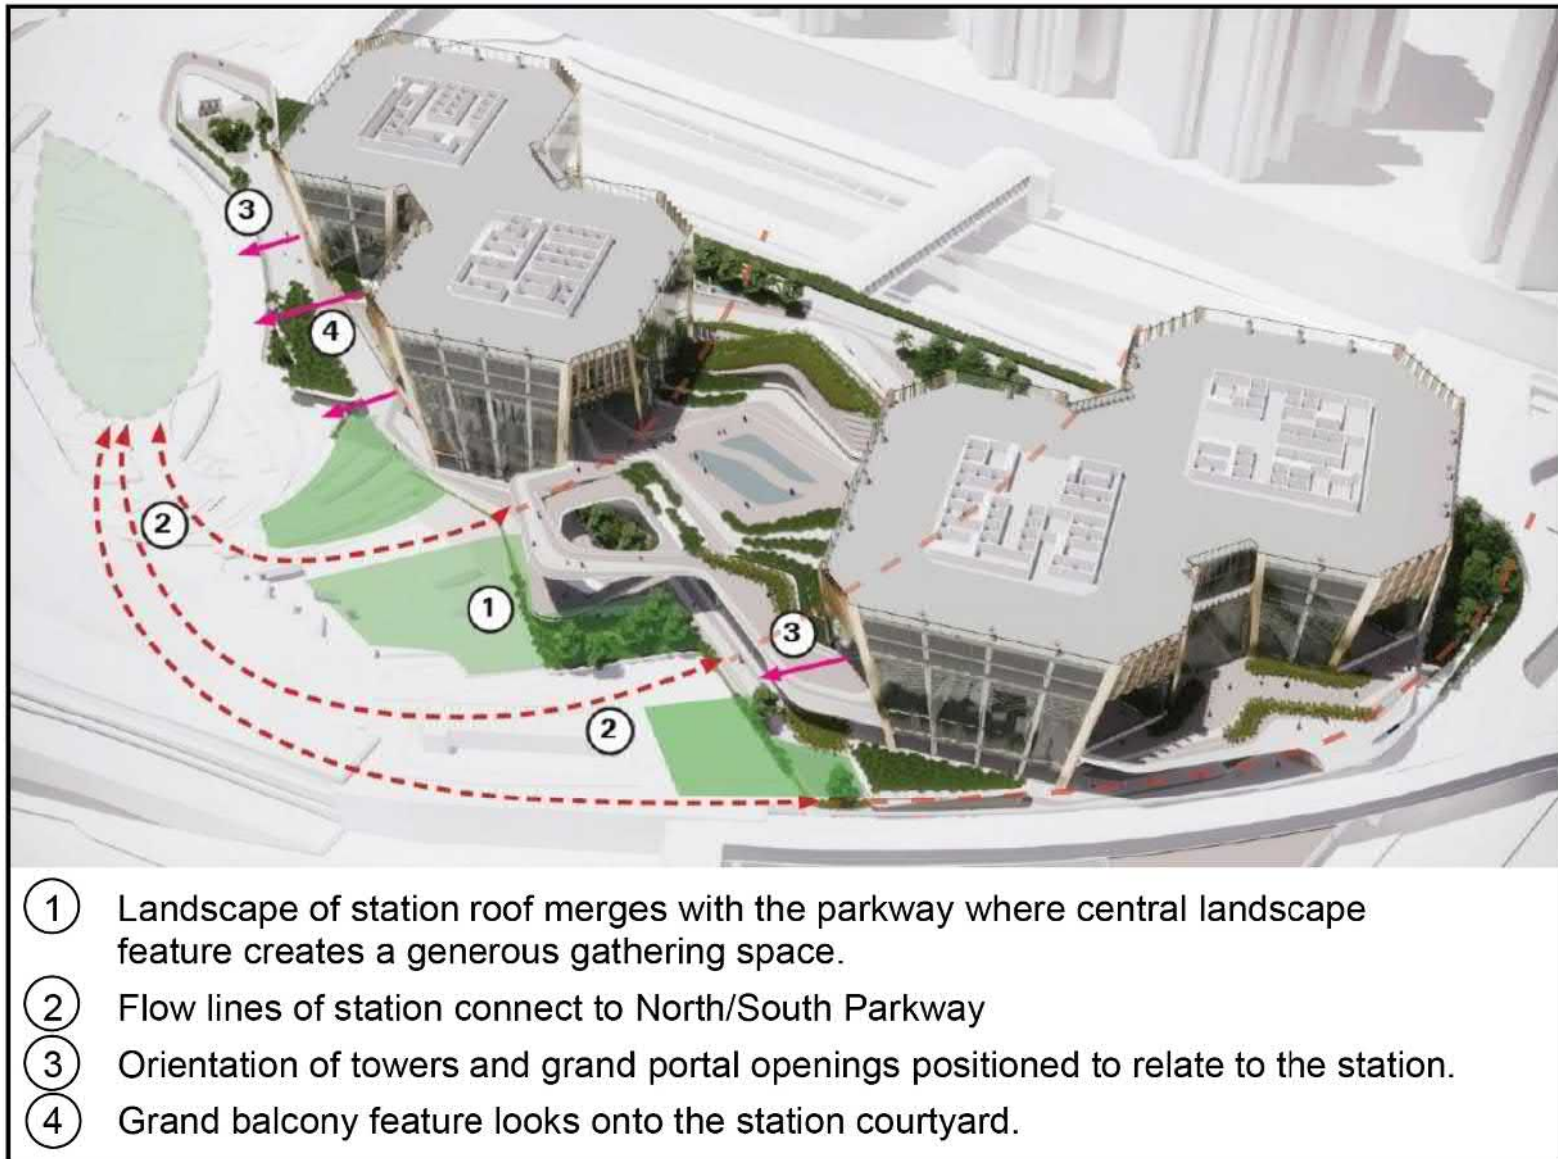 3
4
2
1
3
2
1 Landscape of station roof merges with the parkway where central landscape
feature creates a generous gathering space.
2 Flow lines of station connect to North/South Parkway
3 Orientation of towers and grand portal openings positioned to relate to the station.
4 Grand balcony feature looks onto the station courtyard.